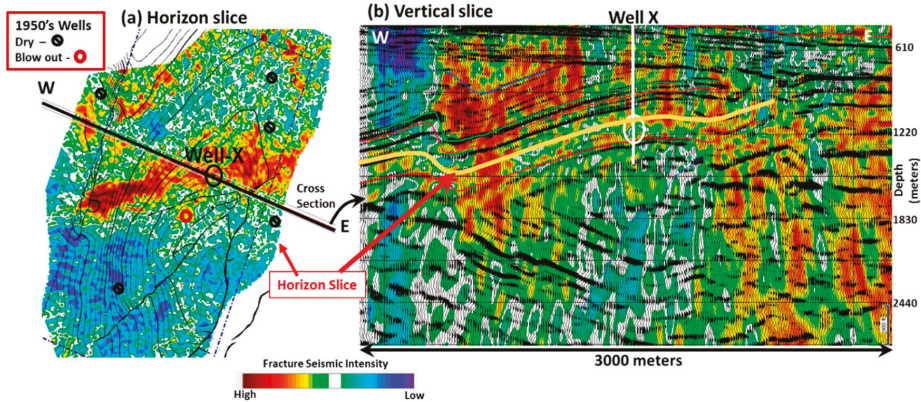 (a) Horizon slice
1950's Wells
Dry –
Blow out -
W
Well-X
Cross
Section
E
Horizon Slice
(b) Vertical slice
Well X
W
E
610
1220
1830
2440
Depth
(meters)
3000 meters
Fracture Seismic Intensity
High
Low